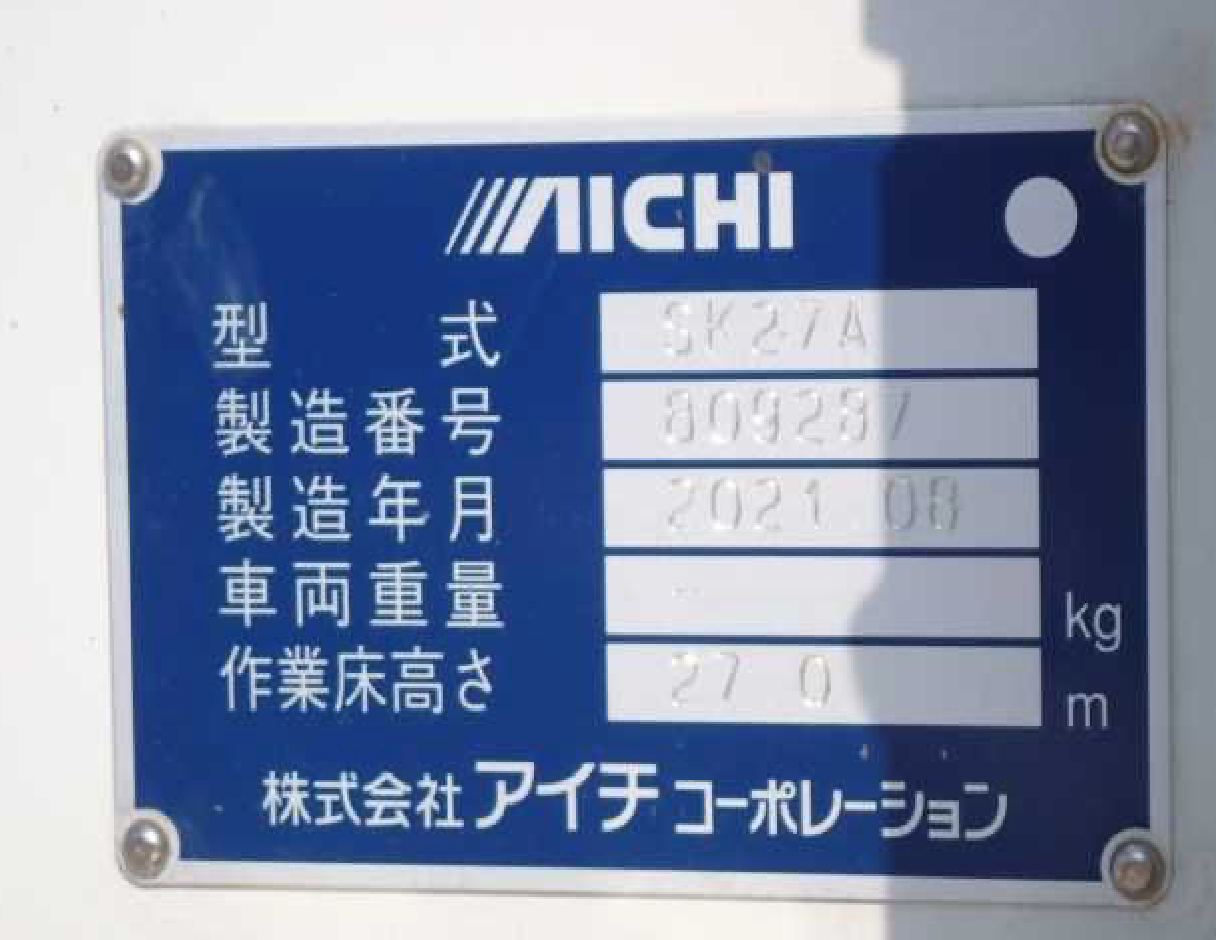 AICHI
型式 SK27A
製造番号 809287
製造年月 2021.08
車両重量 -- kg
作業床高さ 27.0 m
株式会社アイチコーポレーション